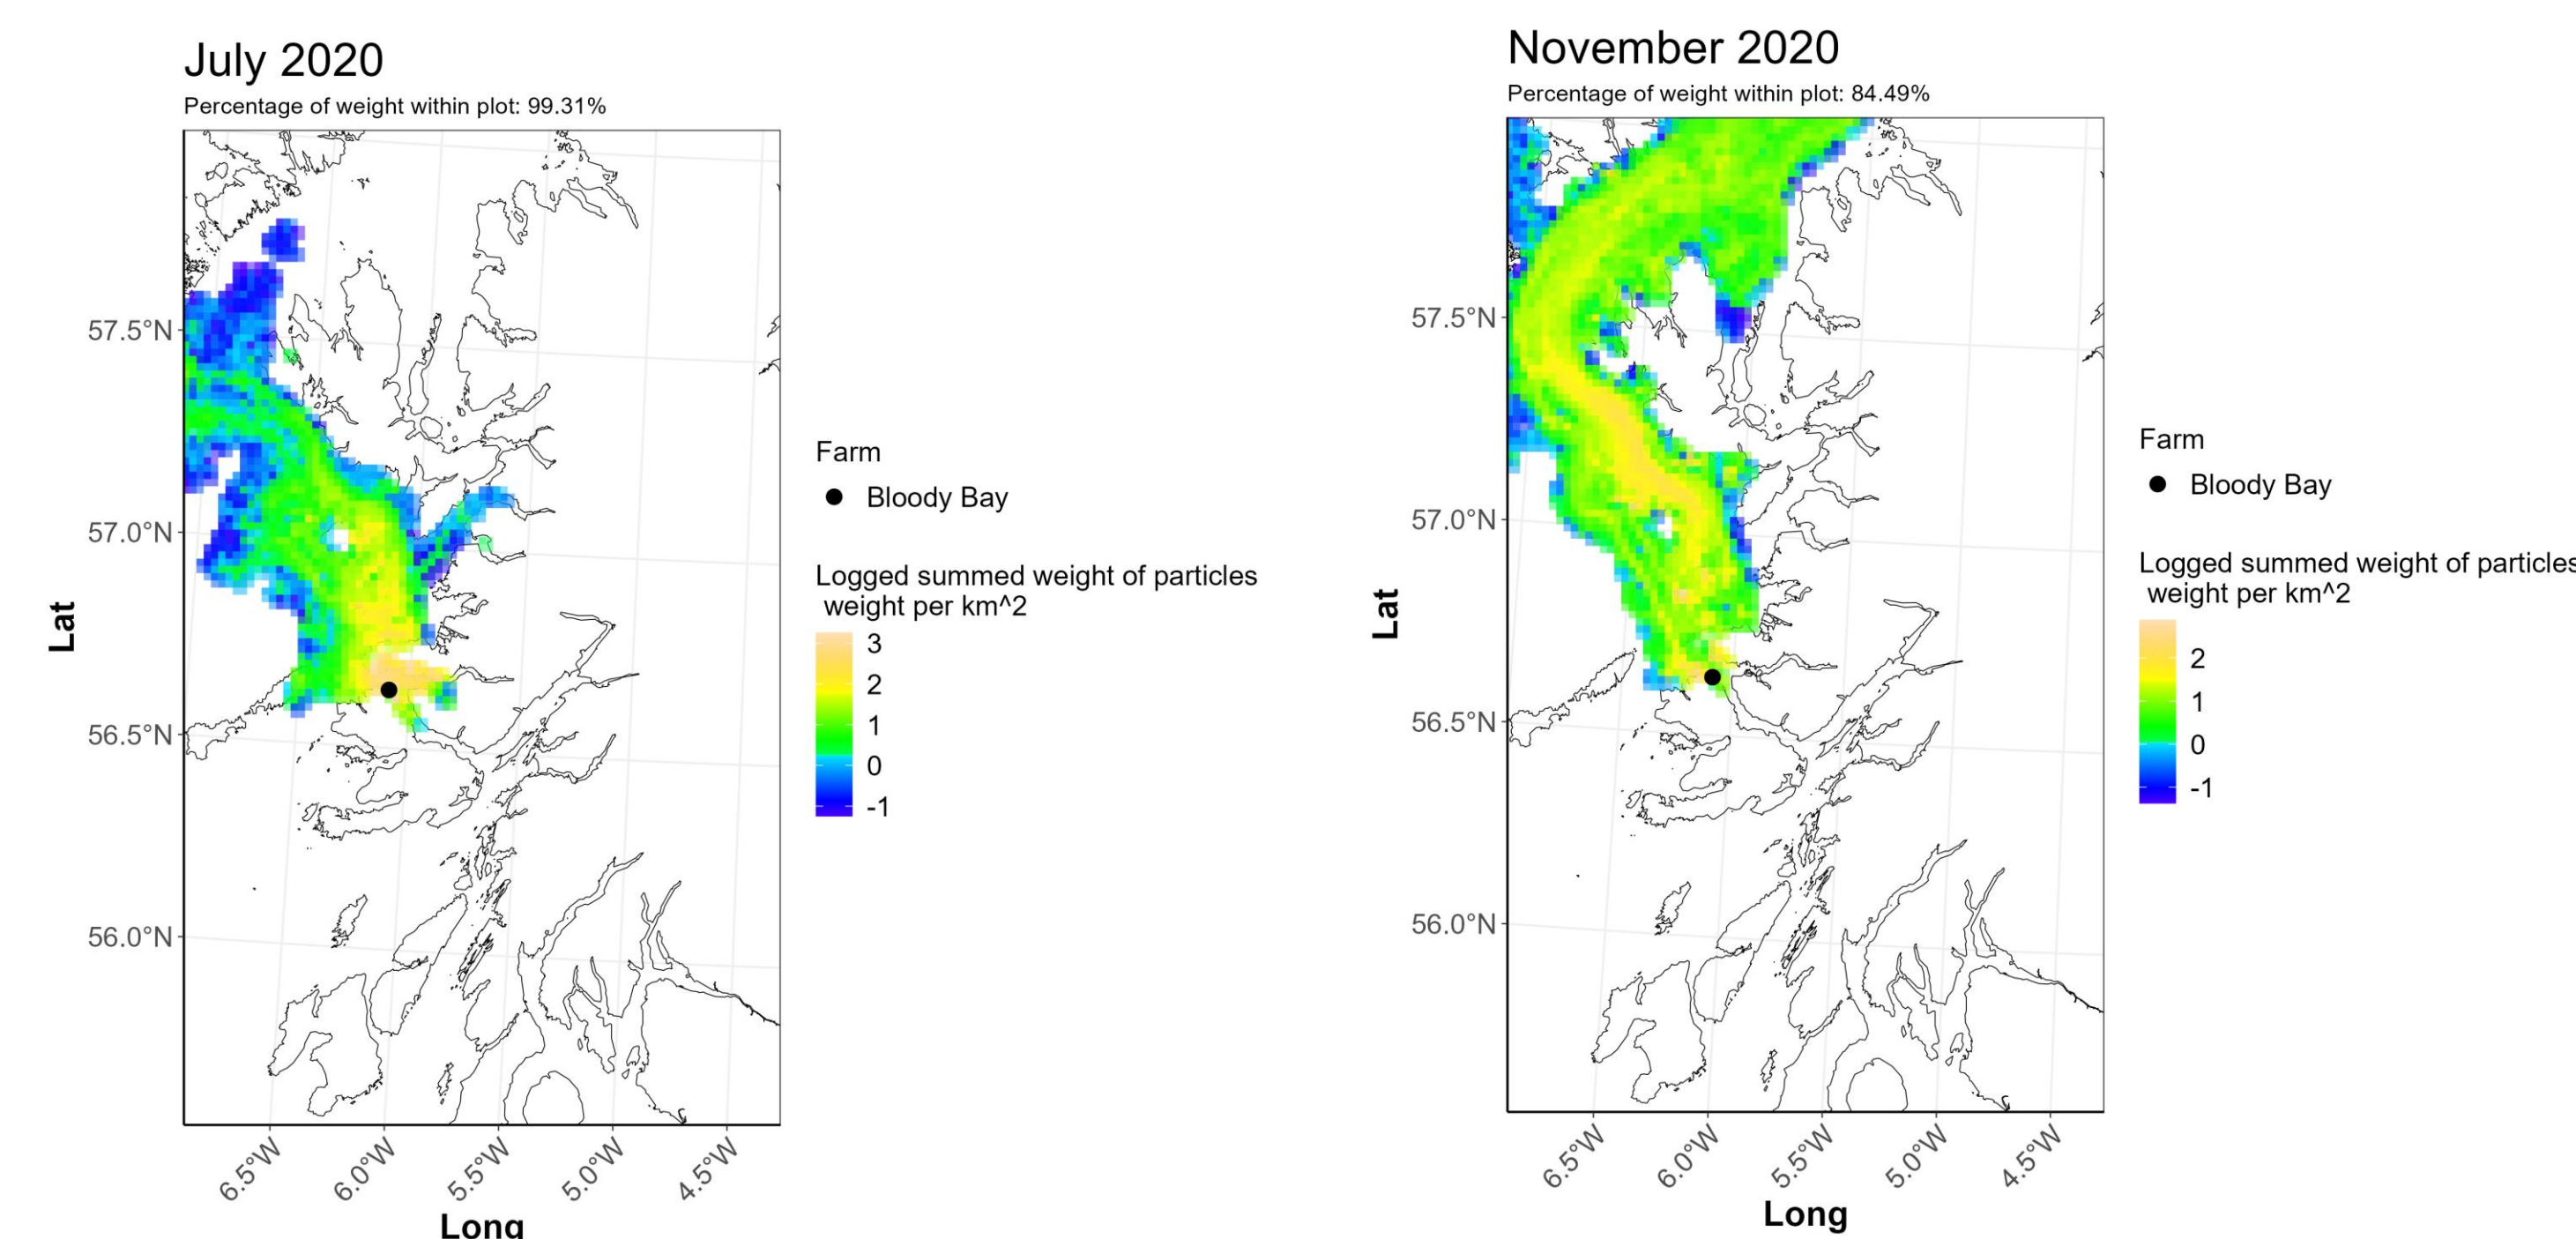 July 2020
Percentage of weight within plot: 99.31%
57.5°N
57.0°N
56.5°N
56.0°N
Lat
6.5°W
6.0°W
5.5°W
5.0°W
4.5°W
Long
Farm
Bloody Bay
Logged summed weight of particles
weight per km^2
3
2
1
0
-1
November 2020
Percentage of weight within plot: 84.49%
57.5°N
57.0°N
56.5°N
56.0°N
Lat
6.5°W
6.0°W
5.5°W
5.0°W
4.5°W
Long
Farm
Bloody Bay
Logged summed weight of particles
weight per km^2
2
1
0
-1